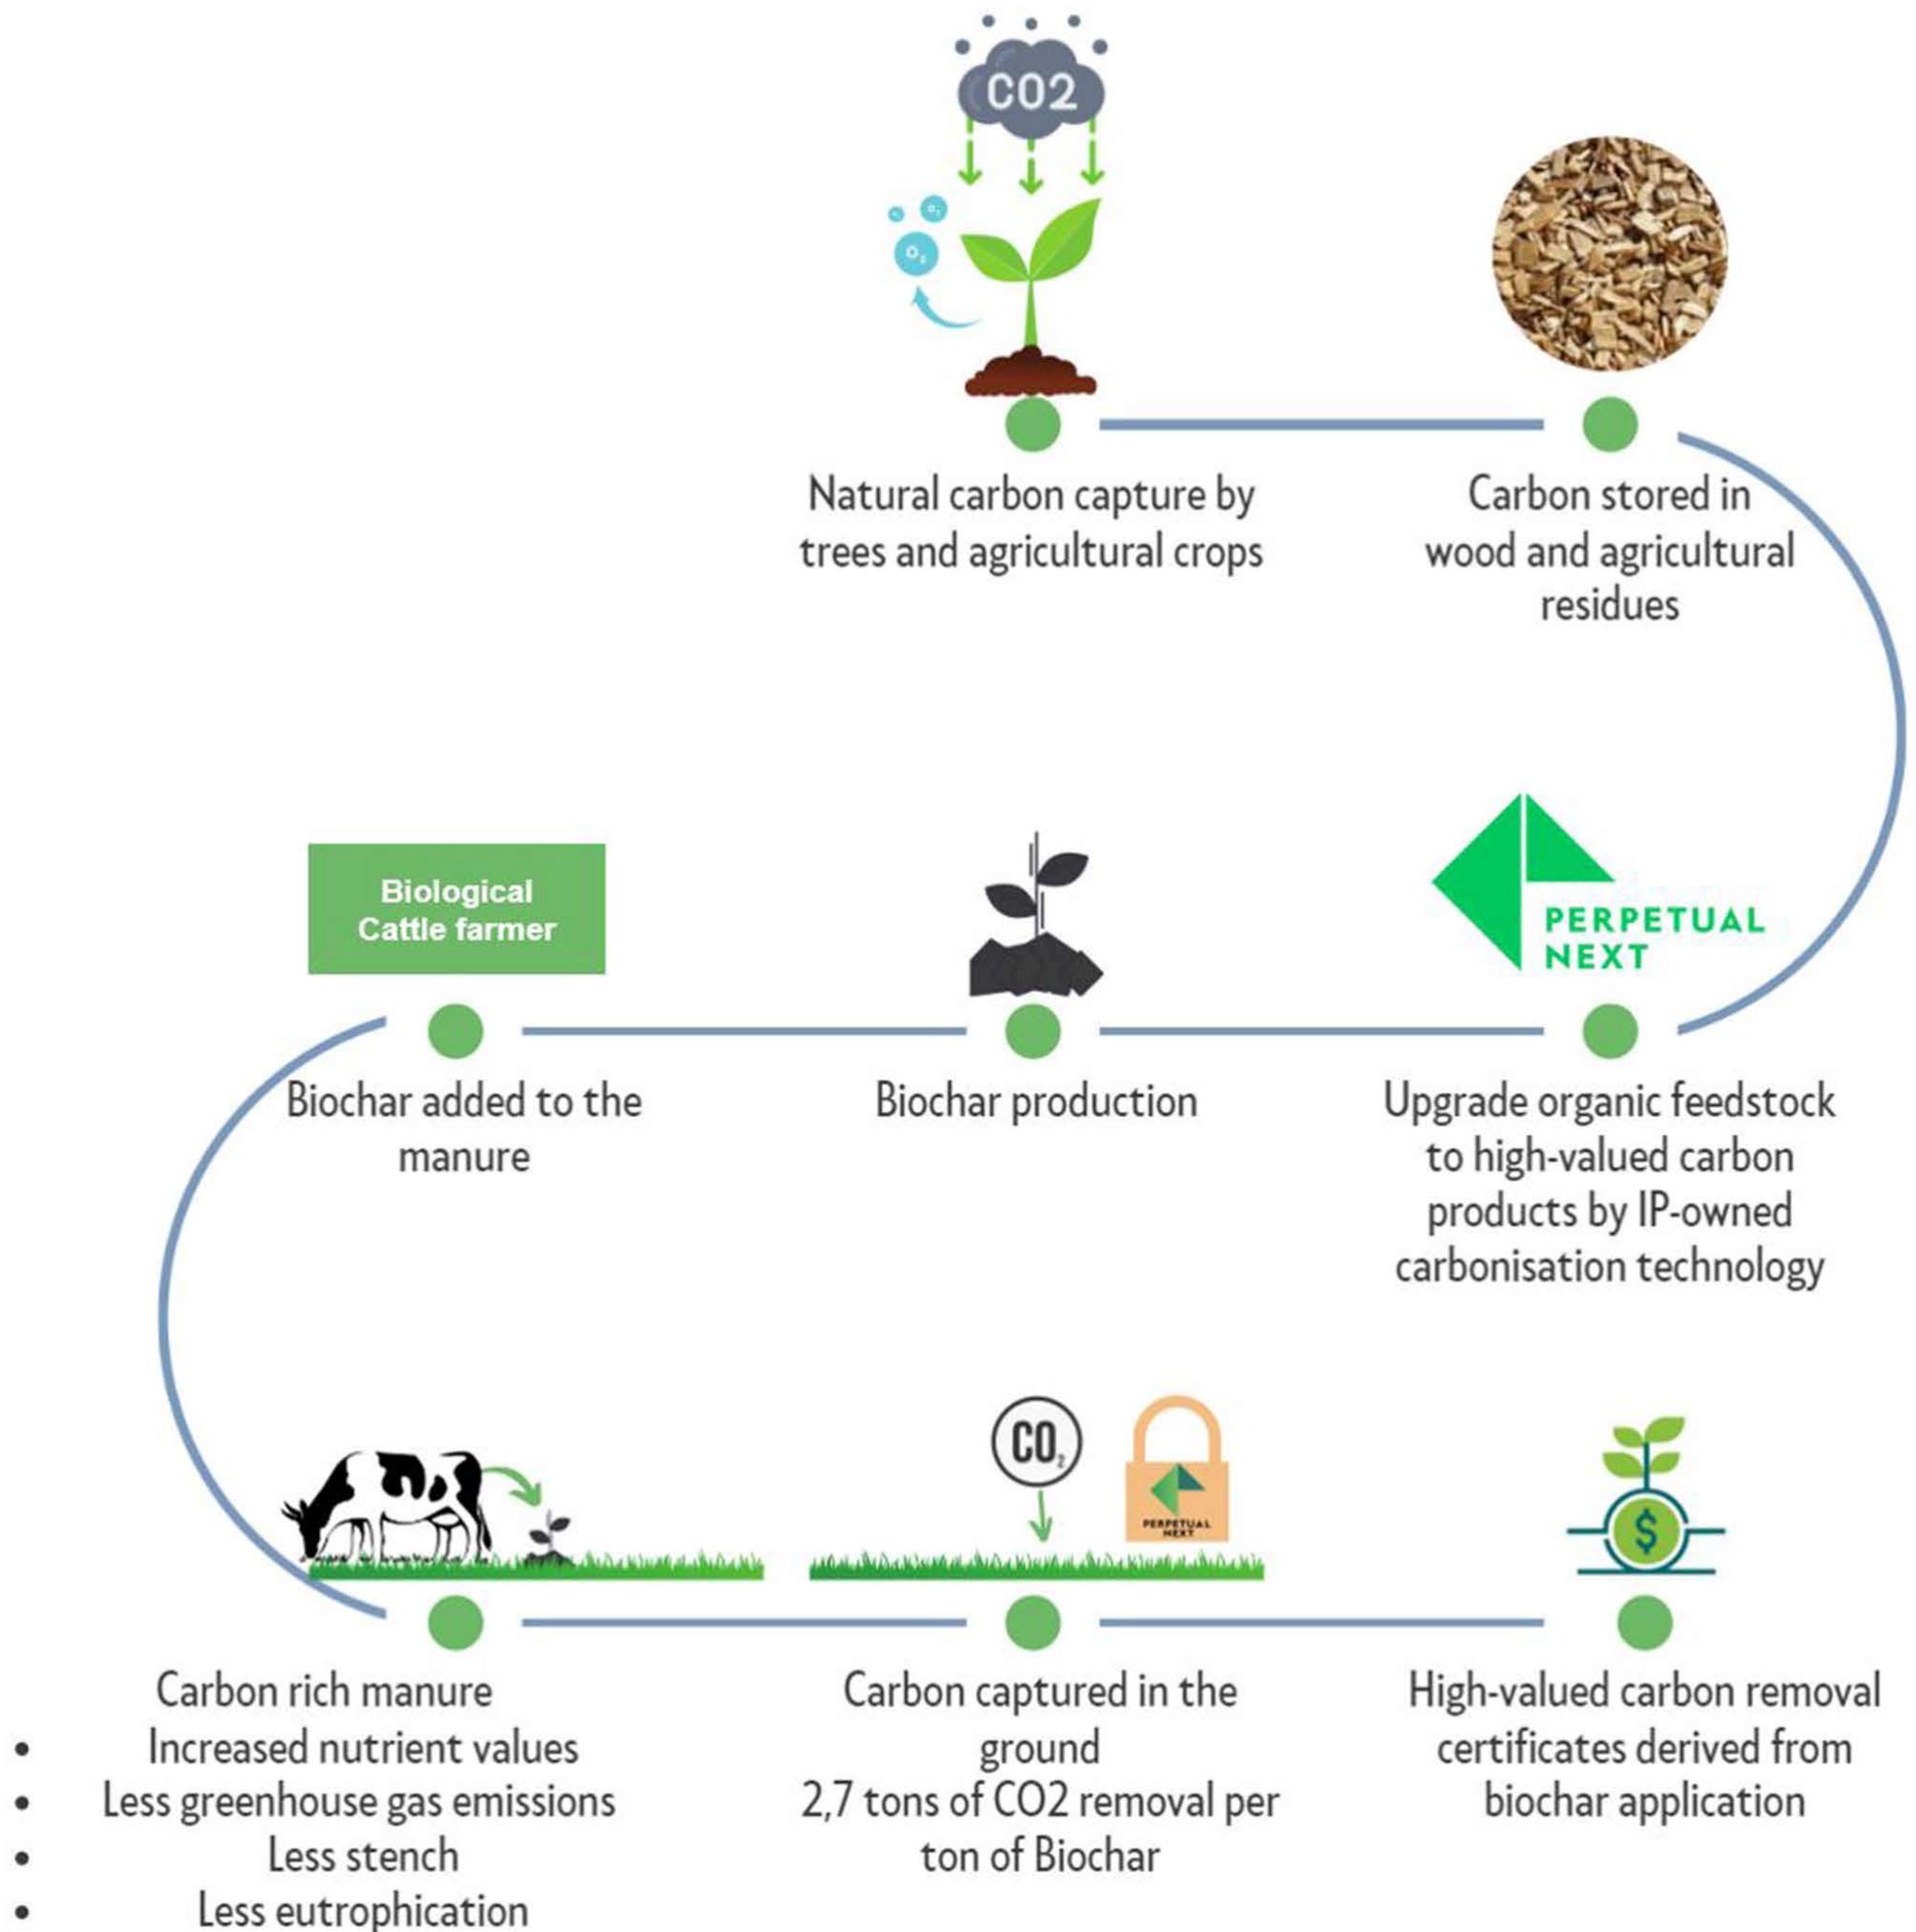 CO2
O₂
O₂
Natural carbon capture by
trees and agricultural crops
Carbon stored in
wood and agricultural
residues
PERPETUAL
NEXT
Upgrade organic feedstock
to high-valued carbon
products by IP-owned
carbonisation technology
Biochar production
Biological
Cattle farmer
Biochar added to the
manure
Carbon rich manure
• Increased nutrient values
• Less greenhouse gas emissions
• Less stench
• Less eutrophication
CO₂
PERPETUAL
NEXT
Carbon captured in the
ground
2,7 tons of CO2 removal per
ton of Biochar
$
High-valued carbon removal
certificates derived from
biochar application